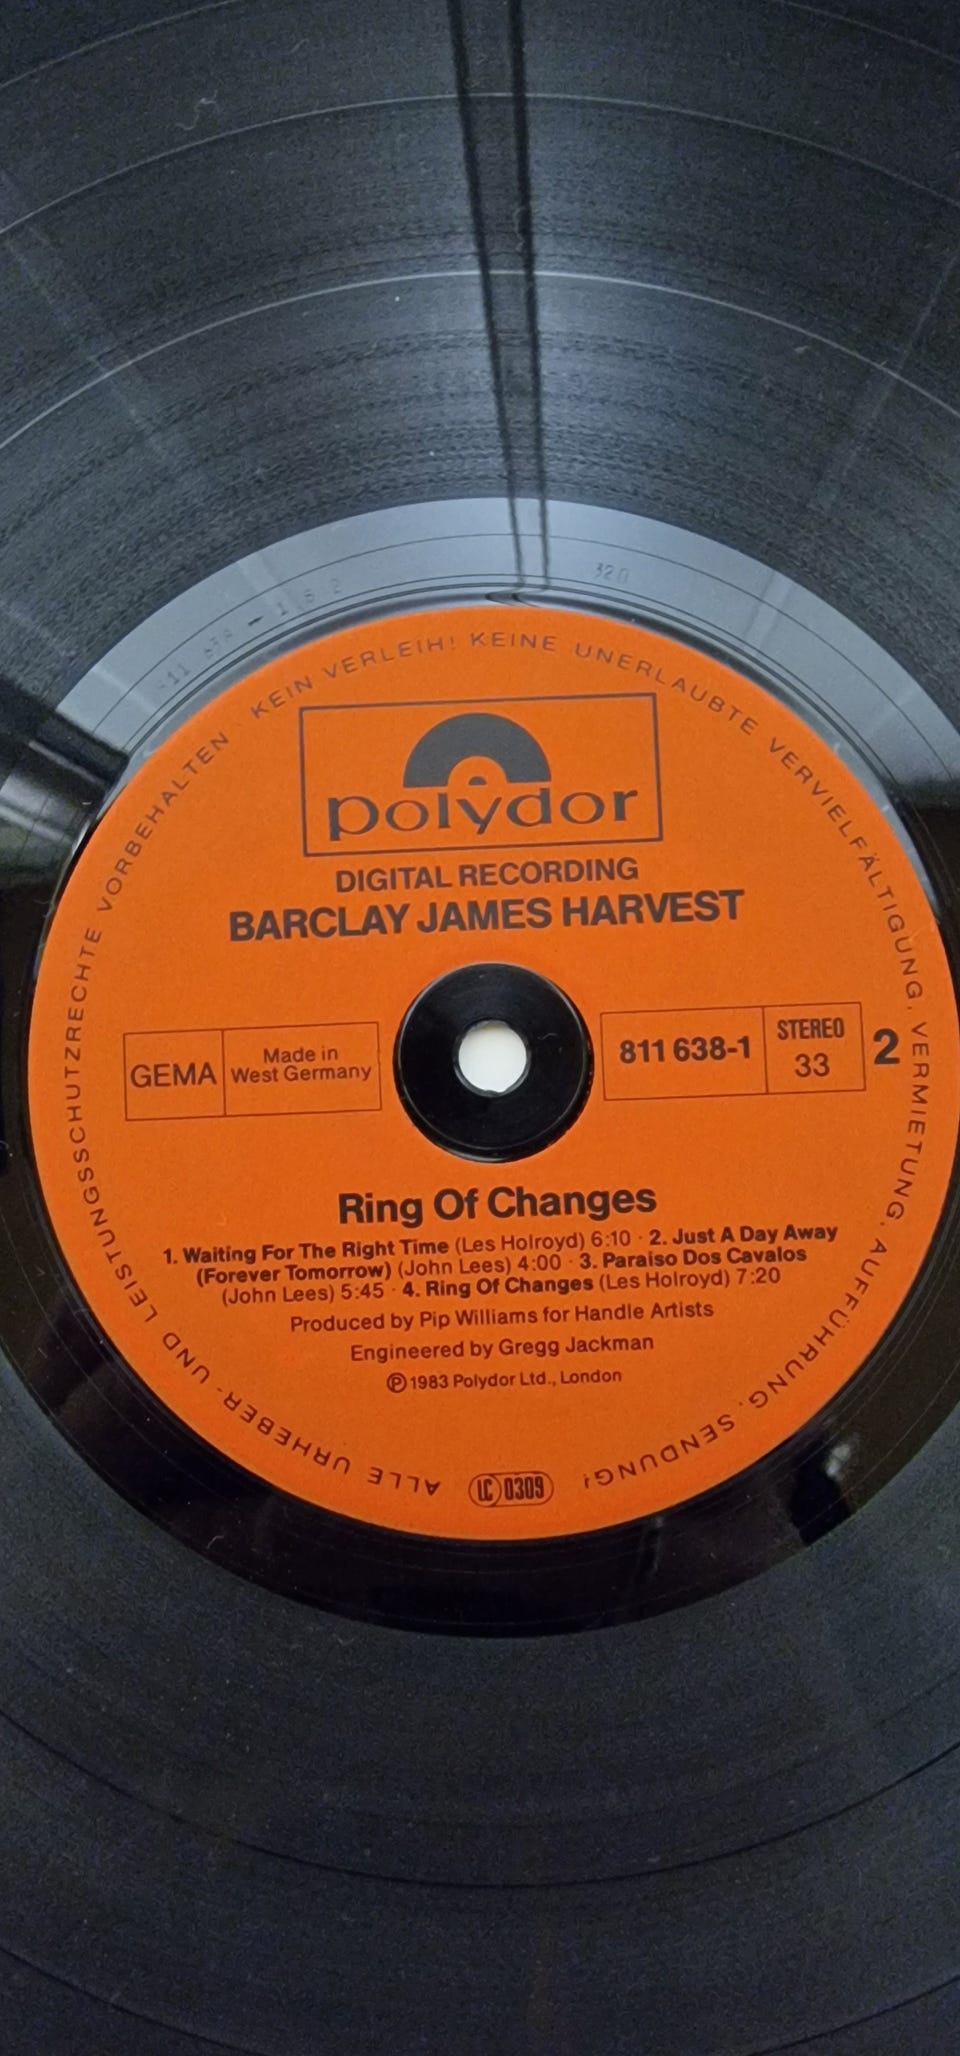 320
ALLE URHEBER- UND LEISTUNGSSCHUTZRECHTE VORBEHALTEN · KEIN VERLEIH! KEINE UNERLAUBTE VERVIELFÄLTIGUNG, VERMIETUNG, AUFFÜHRUNG, SENDUNG!
polydor
DIGITAL RECORDING
BARCLAY JAMES HARVEST
GEMA
Made in
West Germany
811 638-1
STEREO
33
2
Ring Of Changes
1. Waiting For The Right Time (Les Holroyd) 6:10 · 2. Just A Day Away
(Forever Tomorrow) (John Lees) 4:00 · 3. Paraiso Dos Cavalos
(John Lees) 5:45 · 4. Ring Of Changes (Les Holroyd) 7:20
Produced by Pip Williams for Handle Artists
Engineered by Gregg Jackman
Ⓟ 1983 Polydor Ltd., London
LC 0309